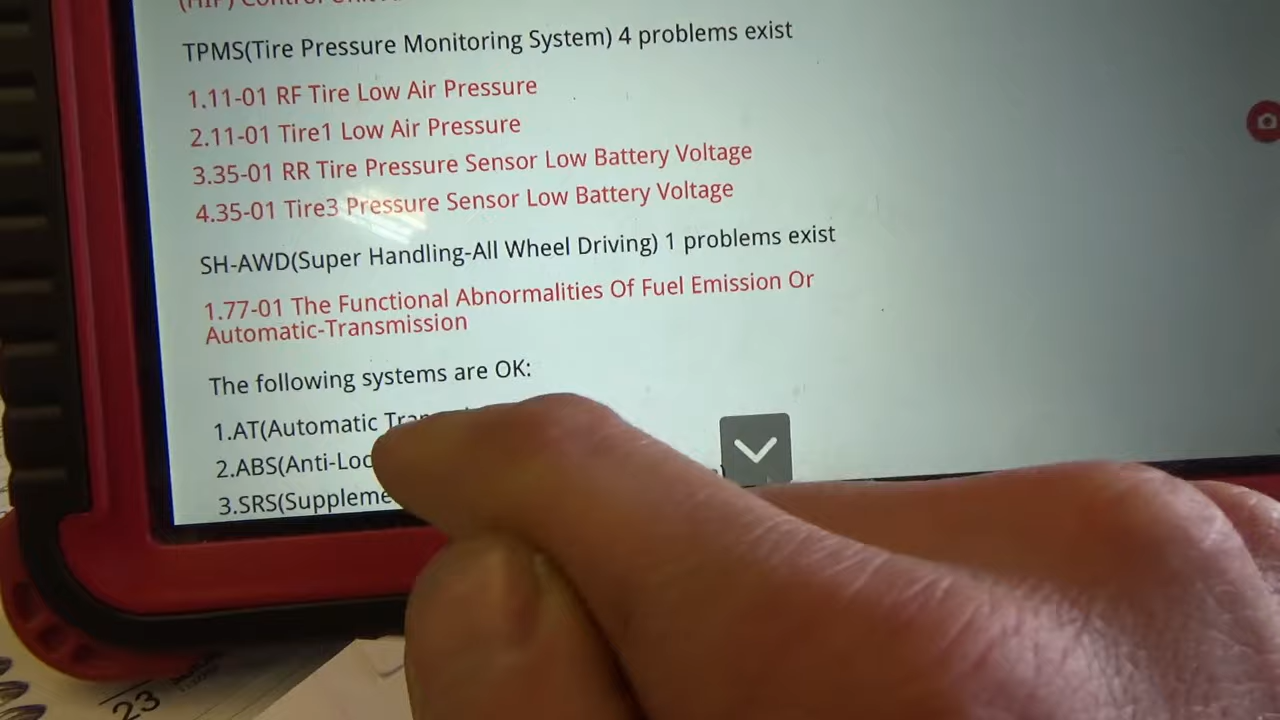 (HIP) Control Unit
TPMS(Tire Pressure Monitoring System) 4 problems exist
1.11-01 RF Tire Low Air Pressure
2.11-01 Tire1 Low Air Pressure
3.35-01 RR Tire Pressure Sensor Low Battery Voltage
4.35-01 Tire3 Pressure Sensor Low Battery Voltage
SH-AWD(Super Handling-All Wheel Driving) 1 problems exist
1.77-01 The Functional Abnormalities Of Fuel Emission Or
Automatic-Transmission
The following systems are OK:
1.AT(Automatic
2.ABS(Anti-Loc
3.SRS(Suppleme
23